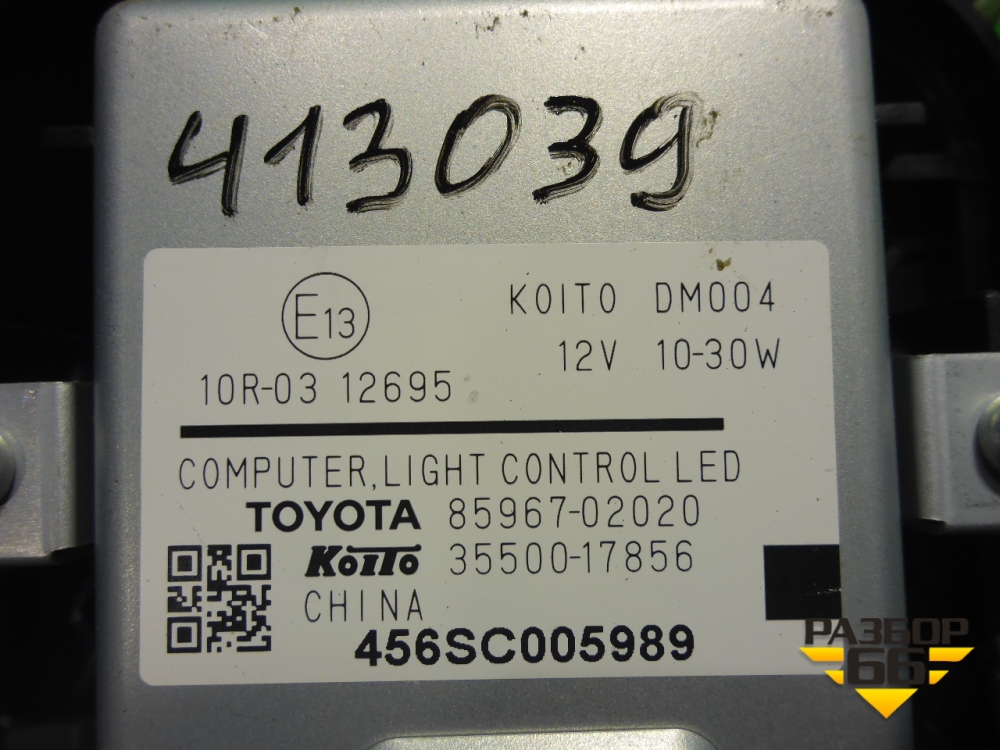 413039
E13
KOITO DM004
12V 10-30W
10R-03 12695
COMPUTER, LIGHT CONTROL LED
TOYOTA 85967-02020
KOITO 35500-17856
CHINA
456SC005989
РАЗБОР
66